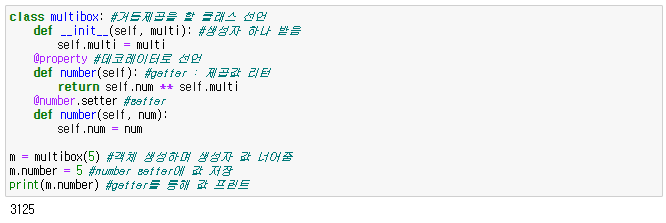 class multibox: #거듭제곱을 할 클래스 선언
    def __init__(self, multi): #생성자 하나 받음
        self.multi = multi
    @property #데코레이터로 선언
    def number(self): #getter : 제곱값 리턴
        return self.num ** self.multi
    @number.setter #setter
    def number(self, num):
        self.num = num

m = multibox(5) #객체 생성하며 생성자 값 너어줌
m.number = 5 #number setter에 값 저장
print(m.number) #getter를 통해 값 프린트
3125